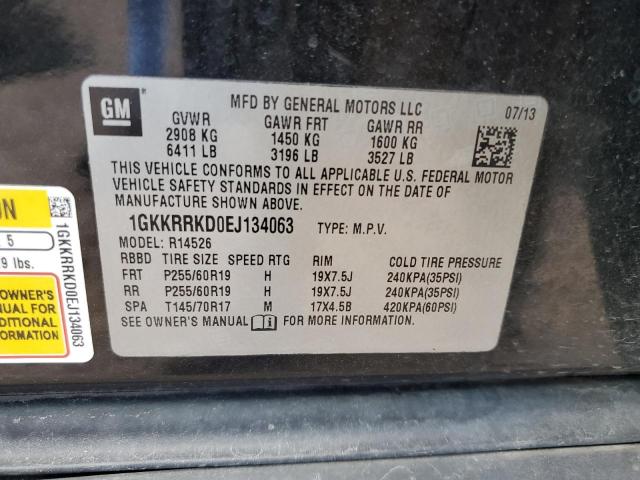 GM
MFD BY GENERAL MOTORS LLC
07/13
GVWR GAWR FRT GAWR RR
2908 KG 1450 KG 1600 KG
6411 LB 3196 LB 3527 LB
THIS VEHICLE CONFORMS TO ALL APPLICABLE U.S. FEDERAL MOTOR
VEHICLE SAFETY STANDARDS IN EFFECT ON THE DATE OF
MANUFACTURE SHOWN ABOVE.
1GKKRRKD0EJ134063 TYPE: M.P.V.
MODEL: R14526
RBBD TIRE SIZE SPEED RTG RIM COLD TIRE PRESSURE
FRT P255/60R19 H 19X7.5J 240KPA(35PSI)
RR P255/60R19 H 19X7.5J 240KPA(35PSI)
SPA T145/70R17 M 17X4.5B 420KPA(60PSI)
SEE OWNER'S MANUAL FOR MORE INFORMATION.
ON
5
9 lbs.
OWNER'S
MANUAL FOR
ADDITIONAL
1GKKRRKD0EJ134063